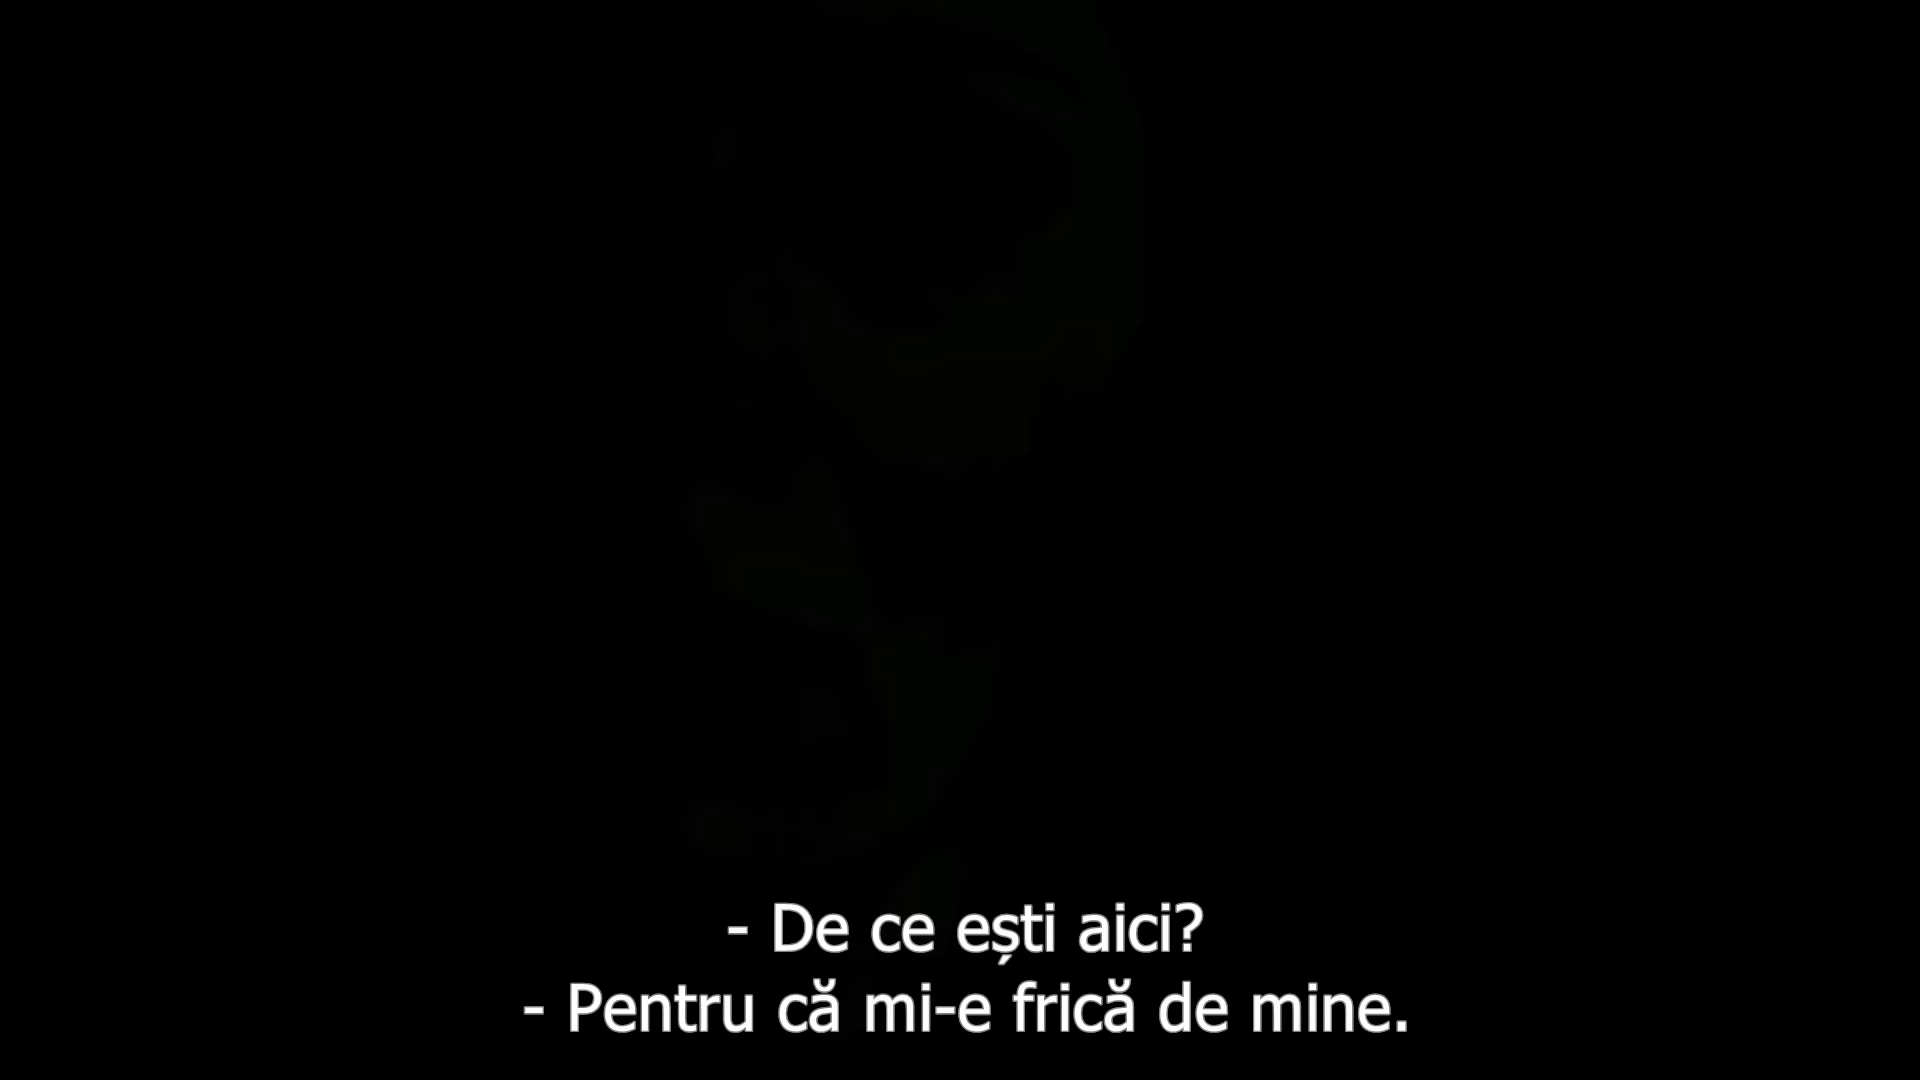 - De ce ești aici?
- Pentru că mi-e frică de mine.